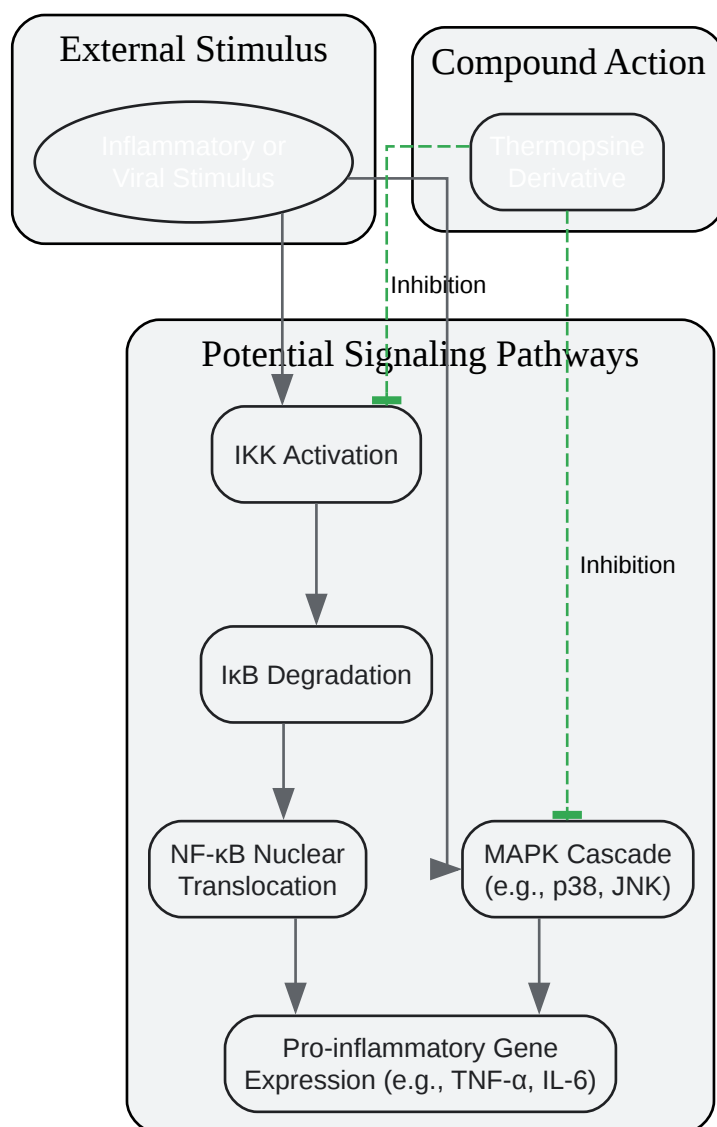 External Stimulus
Inflammatory or
Viral Stimulus
Compound Action
Thermopsine
Derivative
Inhibition
Potential Signaling Pathways
IKK Activation
Inhibition
IκB Degradation
NF-κB Nuclear
Translocation
MAPK Cascade
(e.g., p38, JNK)
Pro-inflammatory Gene
Expression (e.g., TNF-α, IL-6)